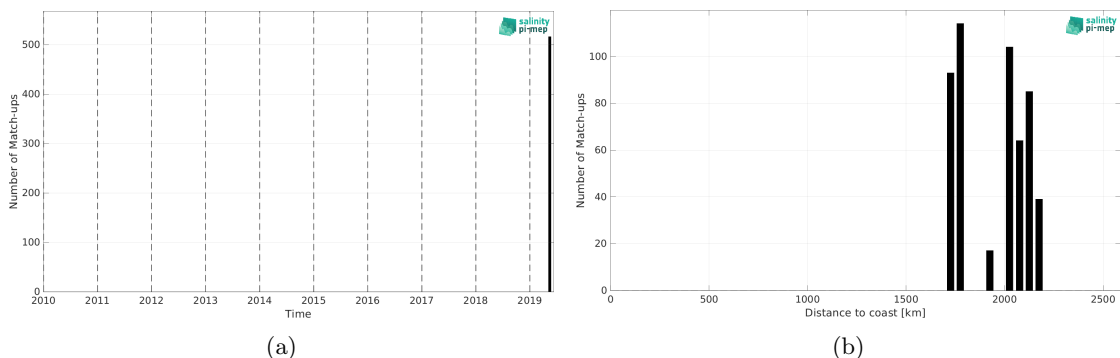 salinity
pi-mep
500
400
300
200
100
0
Number of Match-ups
2010 2011 2012 2013 2014 2015 2016 2017 2018 2019
Time
(a)
salinity
pi-mep
100
80
60
40
20
0
Number of Match-ups
0 500 1000 1500 2000 2500
Distance to coast [km]
(b)